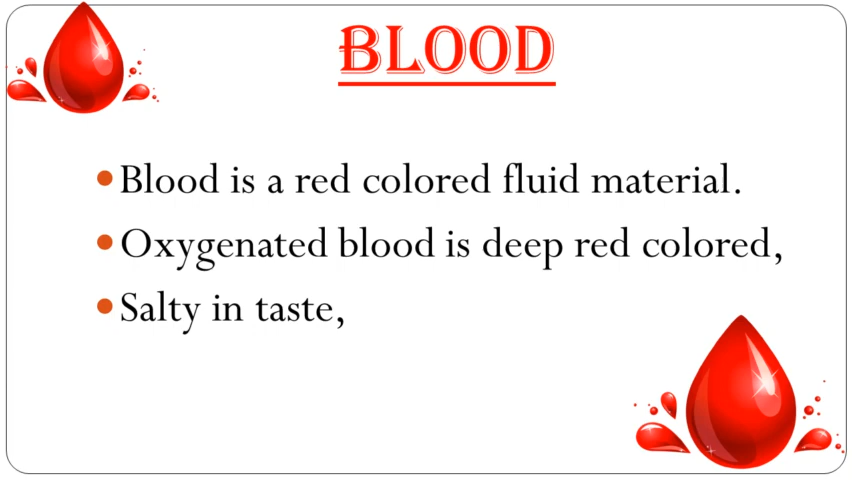 BLOOD
Blood is a red colored fluid material.
Oxygenated blood is deep red colored,
Salty in taste,